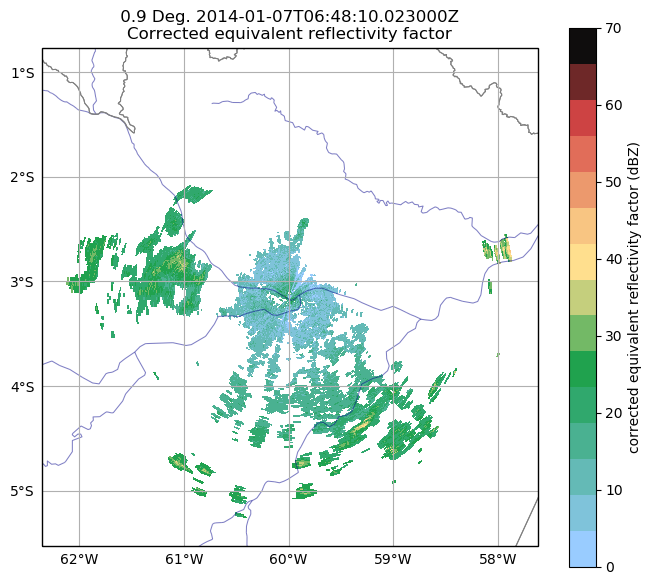 0.9 Deg. 2014-01-07T06:48:10.023000Z
Corrected equivalent reflectivity factor
1°S
2°S
3°S
4°S
5°S
62°W
61°W
60°W
59°W
58°W
70
60
50
40
30
20
10
0
corrected equivalent reflectivity factor (dBZ)